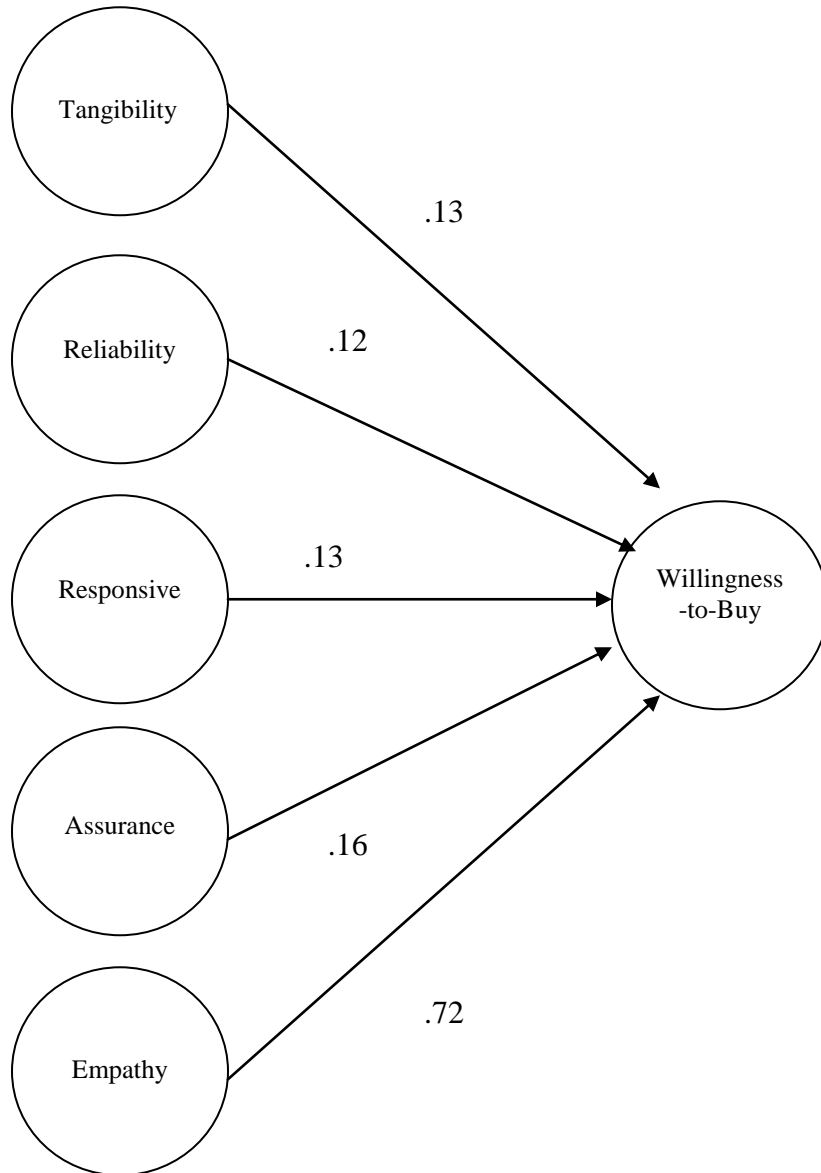 Tangibility
.13
Reliability
.12
Responsive
.13
Willingness
-to-Buy
Assurance
.16
Empathy
.72